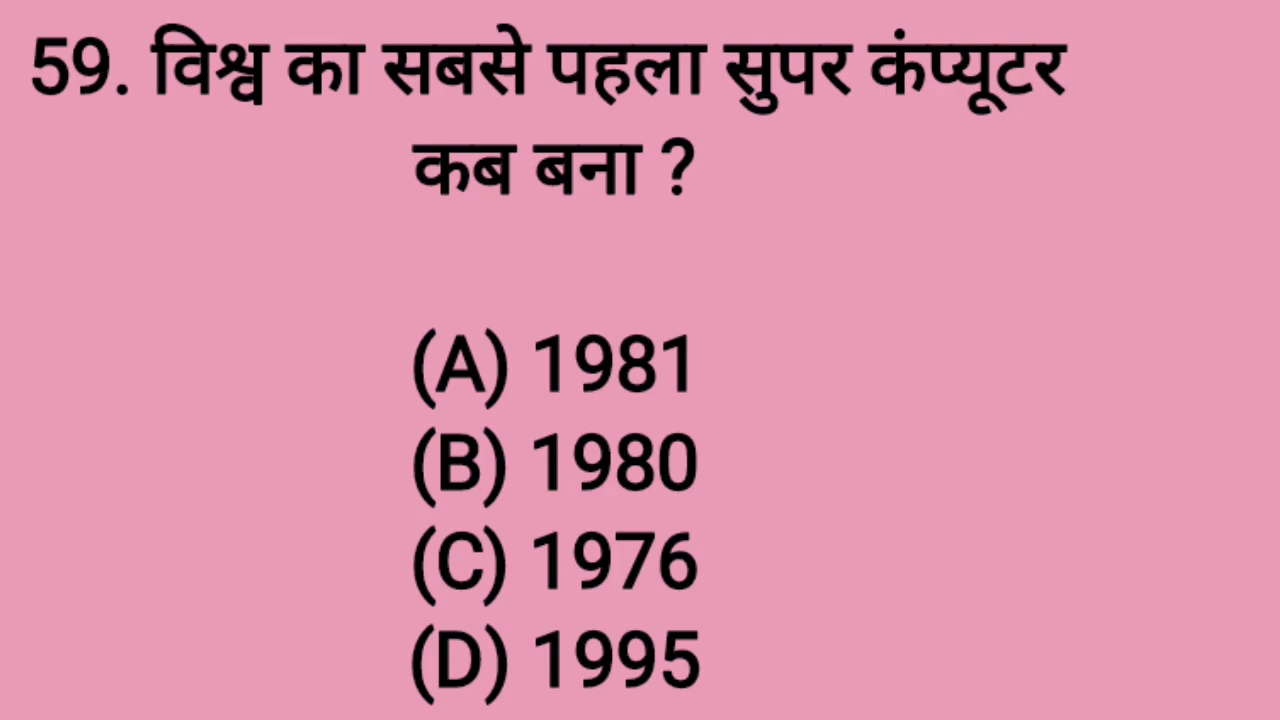 59. विश्व का सबसे पहला सुपर कंप्यूटर
कब बना ?
(A) 1981
(B) 1980
(C) 1976
(D) 1995